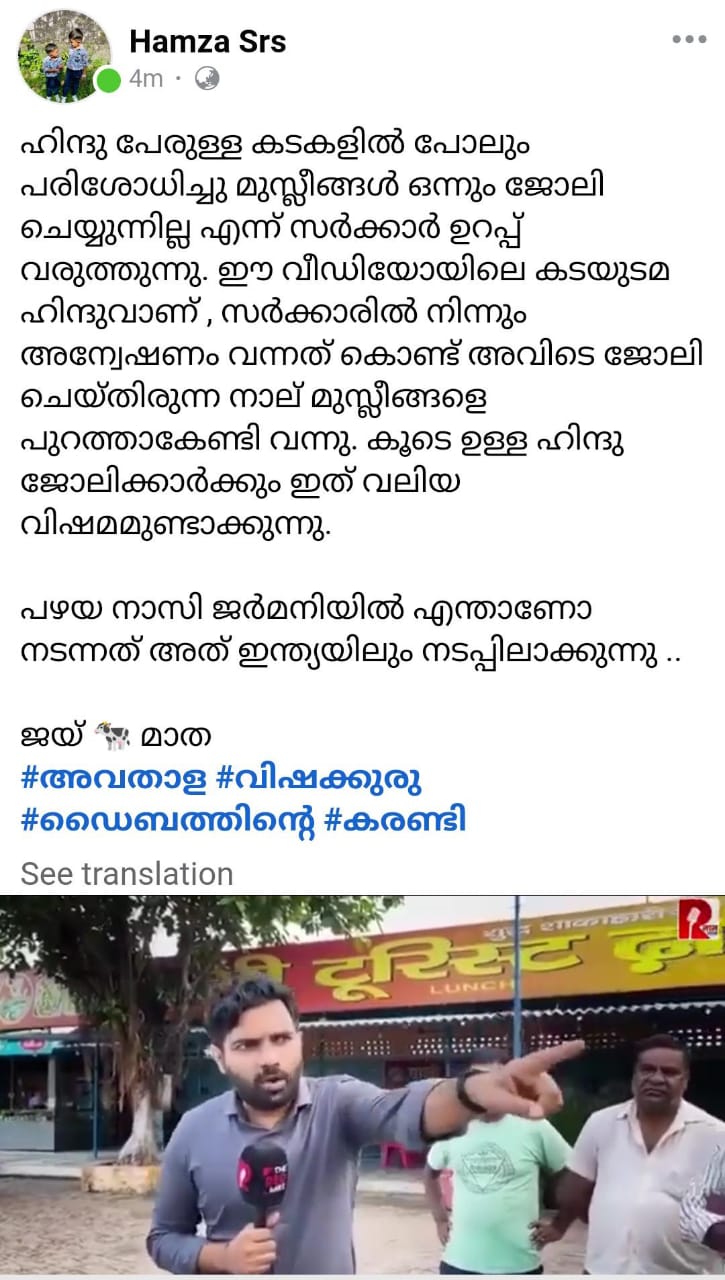 Hamza Srs
4m ·
ഹിന്ദു പേരുള്ള കടകളിൽ പോലും
പരിശോധിച്ചു മുസ്ലീങ്ങൾ ഒന്നും ജോലി
ചെയ്യുന്നില്ല എന്ന് സർക്കാർ ഉറപ്പ്
വരുത്തുന്നു. ഈ വീഡിയോയിലെ കടയുടമ
ഹിന്ദുവാണ് , സർക്കാരിൽ നിന്നും
അന്വേഷണം വന്നത് കൊണ്ട് അവിടെ ജോലി
ചെയ്തിരുന്ന നാല് മുസ്ലീങ്ങളെ
പുറത്താകേണ്ടി വന്നു. കൂടെ ഉള്ള ഹിന്ദു
ജോലിക്കാർക്കും ഇത് വലിയ
വിഷമമുണ്ടാക്കുന്നു.
പഴയ നാസി ജർമനിയിൽ എന്താണോ
നടന്നത് അത് ഇന്ത്യയിലും നടപ്പിലാക്കുന്നു ..
ജയ് 🐄 മാത
#അവതാള #വിഷക്കുരു
#ഡൈബത്തിന്റെ #കരണ്ടി
See translation
शुद्ध शाकाहारी
टूरिस्ट
LUNCH